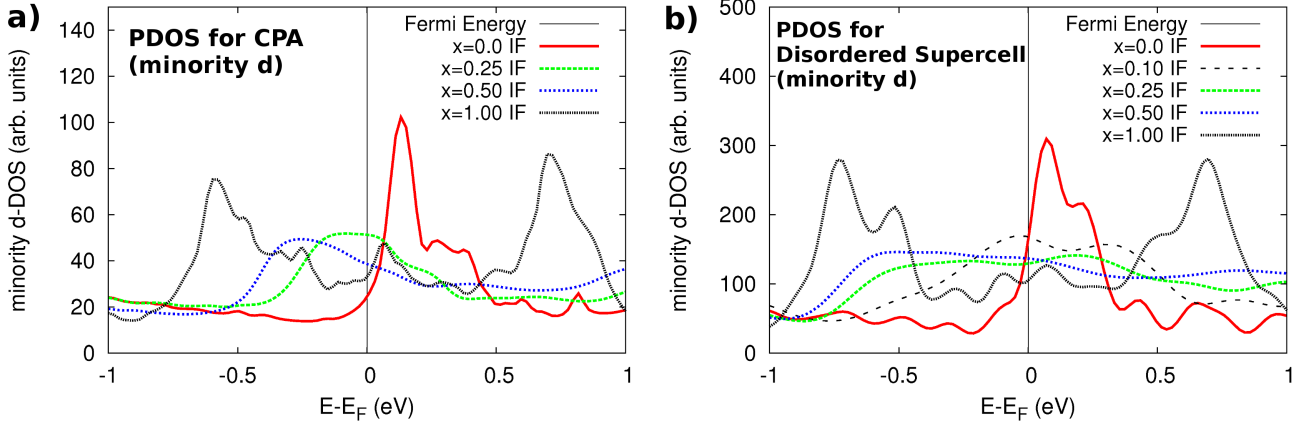 a)
PDOS for CPA
(minority d)
Fermi Energy
x=0.0 IF
x=0.25 IF
x=0.50 IF
x=1.00 IF
minority d-DOS (arb. units)
140
120
100
80
60
40
20
0
-1
-0.5
0
0.5
1
E-E_F (eV)
b)
PDOS for
Disordered Supercell
(minority d)
Fermi Energy
x=0.0 IF
x=0.10 IF
x=0.25 IF
x=0.50 IF
x=1.00 IF
minority d-DOS (arb. units)
500
400
300
200
100
0
-1
-0.5
0
0.5
1
E-E_F (eV)